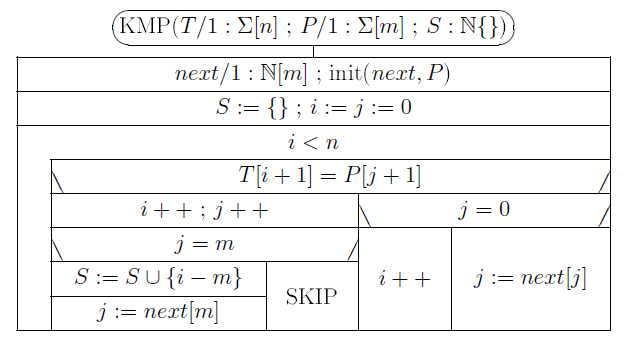 KMP(T/1 : Σ[n] ; P/1 : Σ[m] ; S : ℕ{})
next/1 : ℕ[m] ; init(next, P)
S := {} ; i := j := 0
i < n
T[i + 1] = P[j + 1]
i + + ; j + +
j = 0
j = m
S := S ∪ {i − m}
SKIP
i + +
j := next[j]
j := next[m]